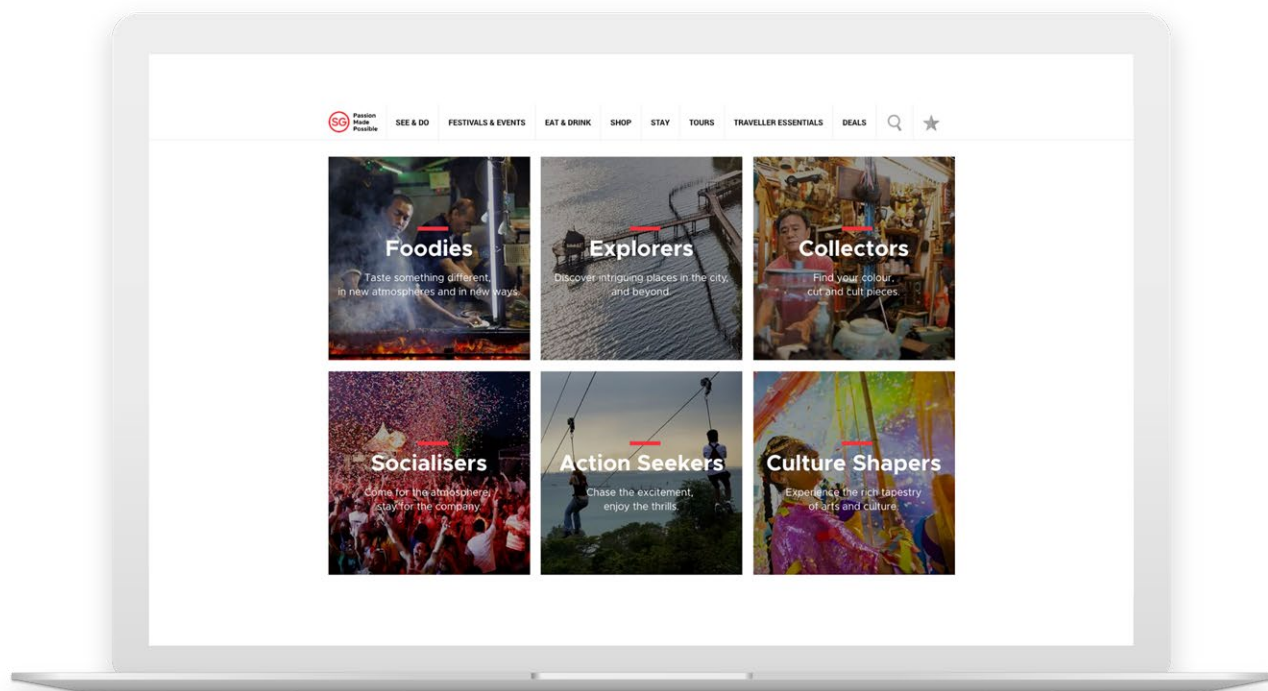 SG
Passion
Made
Possible
SEE & DO
FESTIVALS & EVENTS
EAT & DRINK
SHOP
STAY
TOURS
TRAVELLER ESSENTIALS
DEALS
Foodies
Taste something different,
in new atmospheres and in new ways.
Explorers
Discover intriguing places in the city,
and beyond.
Collectors
Find your colour,
cut and cult pieces.
Socialisers
Come for the atmosphere,
stay for the company.
Action Seekers
Chase the excitement,
enjoy the thrills.
Culture Shapers
Experience the rich tapestry
of arts and culture.